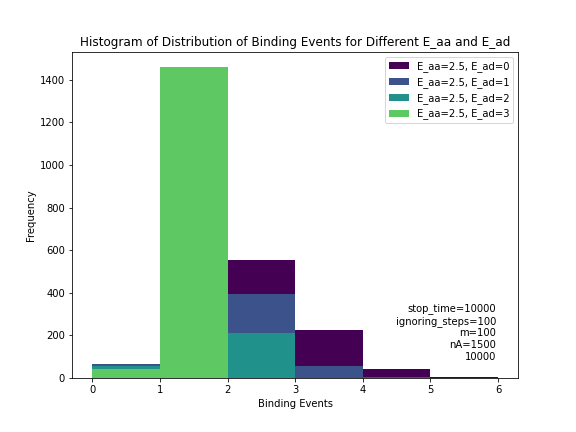 Histogram of Distribution of Binding Events for Different E_aa and E_ad
E_aa=2.5, E_ad=0
E_aa=2.5, E_ad=1
E_aa=2.5, E_ad=2
E_aa=2.5, E_ad=3
1400
1200
1000
800
600
400
200
0
Frequency
stop_time=10000
ignoring_steps=100
m=100
nA=1500
10000
0 1 2 3 4 5 6
Binding Events